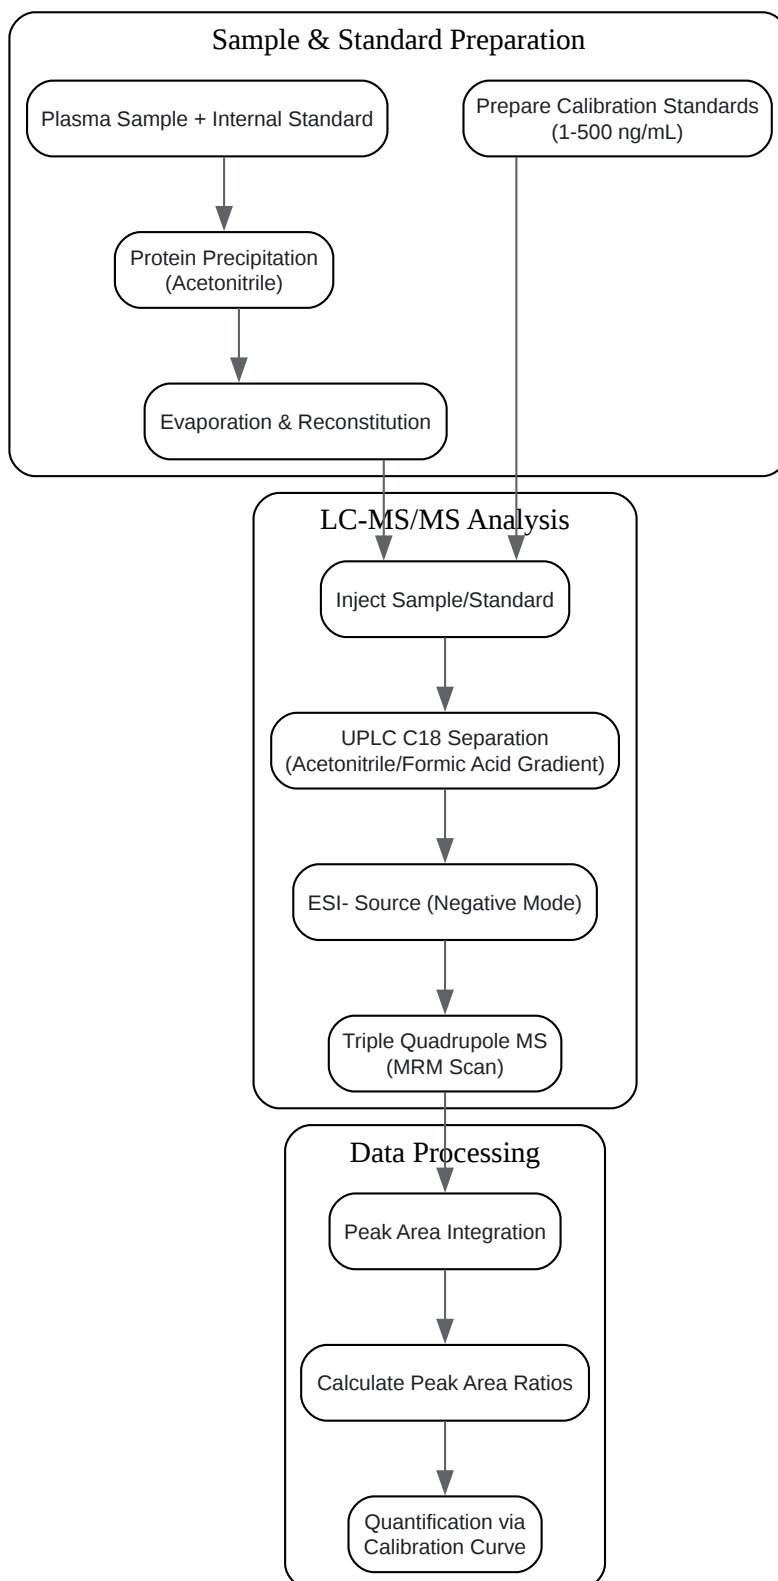 Sample & Standard Preparation
Plasma Sample + Internal Standard
Prepare Calibration Standards
(1-500 ng/mL)
Protein Precipitation
(Acetonitrile)
Evaporation & Reconstitution
LC-MS/MS Analysis
Inject Sample/Standard
UPLC C18 Separation
(Acetonitrile/Formic Acid Gradient)
ESI- Source (Negative Mode)
Triple Quadrupole MS
(MRM Scan)
Data Processing
Peak Area Integration
Calculate Peak Area Ratios
Quantification via
Calibration Curve